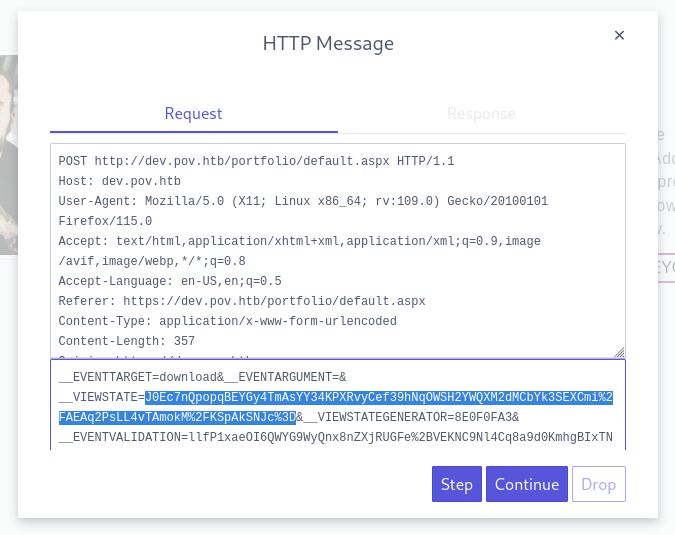 HTTP Message
×
Request
Response
POST http://dev.pov.htb/portfolio/default.aspx HTTP/1.1
Host: dev.pov.htb
User-Agent: Mozilla/5.0 (X11; Linux x86_64; rv:109.0) Gecko/20100101
Firefox/115.0
Accept: text/html,application/xhtml+xml,application/xml;q=0.9,image
/avif,image/webp,*/*;q=0.8
Accept-Language: en-US,en;q=0.5
Referer: https://dev.pov.htb/portfolio/default.aspx
Content-Type: application/x-www-form-urlencoded
Content-Length: 357
__EVENTTARGET=download&__EVENTARGUMENT=&
__VIEWSTATE=J0Ec7nQpopqBEYGy4TmAsYY34KPXRvyCef39hNqOWSH2YWQXM2dMCbYk3SEXCmi%2
FAEAq2PsLL4vTAmokM%2FKSpAkSNJc%3D&__VIEWSTATEGENERATOR=8E0F0FA3&
__EVENTVALIDATION=llfP1xaeOI6QWYG9WyQnx8nZXjRUGFe%2BVEKNC9Nl4Cq8a9d0KmhgBIxTN
Step
Continue
Drop